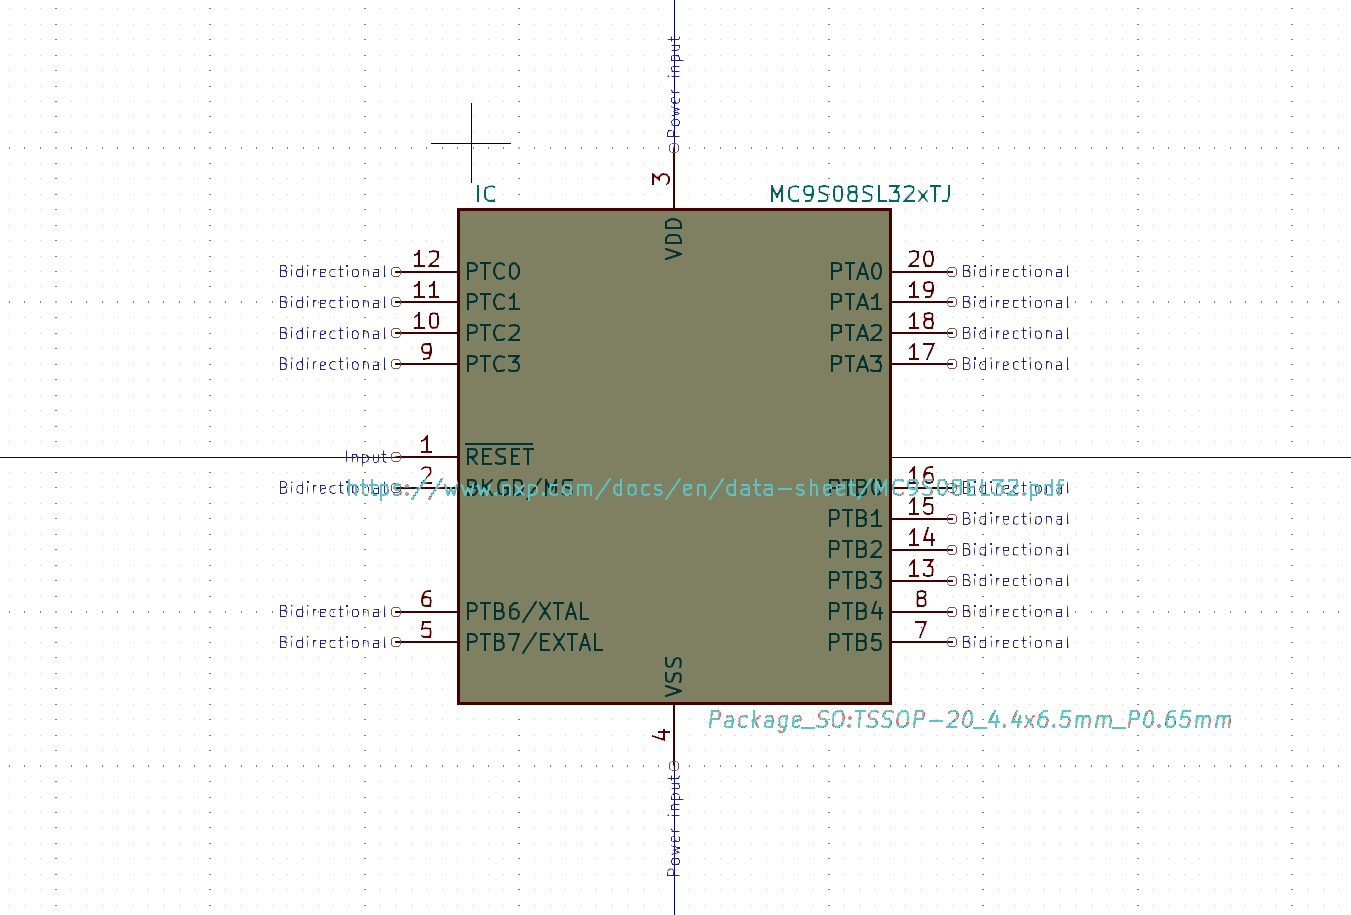 Power input
3
IC MC9S08SL32xTJ
VDD
Bidirectional 12 PTC0 PTA0 20 Bidirectional
Bidirectional 11 PTC1 PTA1 19 Bidirectional
Bidirectional 10 PTC2 PTA2 18 Bidirectional
Bidirectional 9 PTC3 PTA3 17 Bidirectional
Input 1 RESET
Bidirectional 2 BKGD/MS PTB0 16 Bidirectional
https://www.nxp.com/docs/en/data-sheet/MC9S08EL32.pdf
PTB1 15 Bidirectional
PTB2 14 Bidirectional
PTB3 13 Bidirectional
Bidirectional 6 PTB6/XTAL PTB4 8 Bidirectional
Bidirectional 5 PTB7/EXTAL PTB5 7 Bidirectional
VSS
Package_SO:TSSOP-20_4.4x6.5mm_P0.65mm
4
Power input